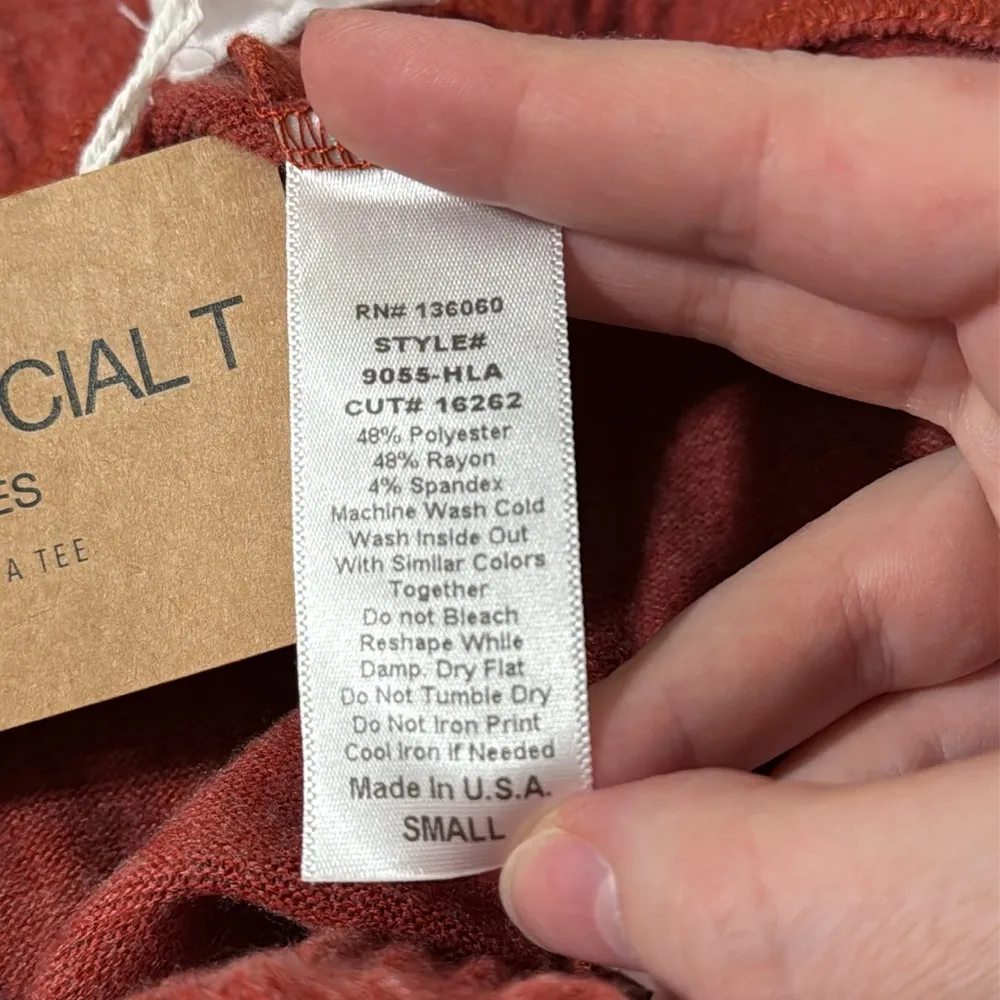 CIAL T
ES
A TEE
RN# 136060
STYLE#
9055-HLA
CUT# 16262
48% Polyester
48% Rayon
4% Spandex
Machine Wash Cold
Wash Inside Out
With Similar Colors
Together
Do not Bleach
Reshape While
Damp. Dry Flat
Do Not Tumble Dry
Do Not Iron Print
Cool Iron If Needed
Made In U.S.A.
SMALL